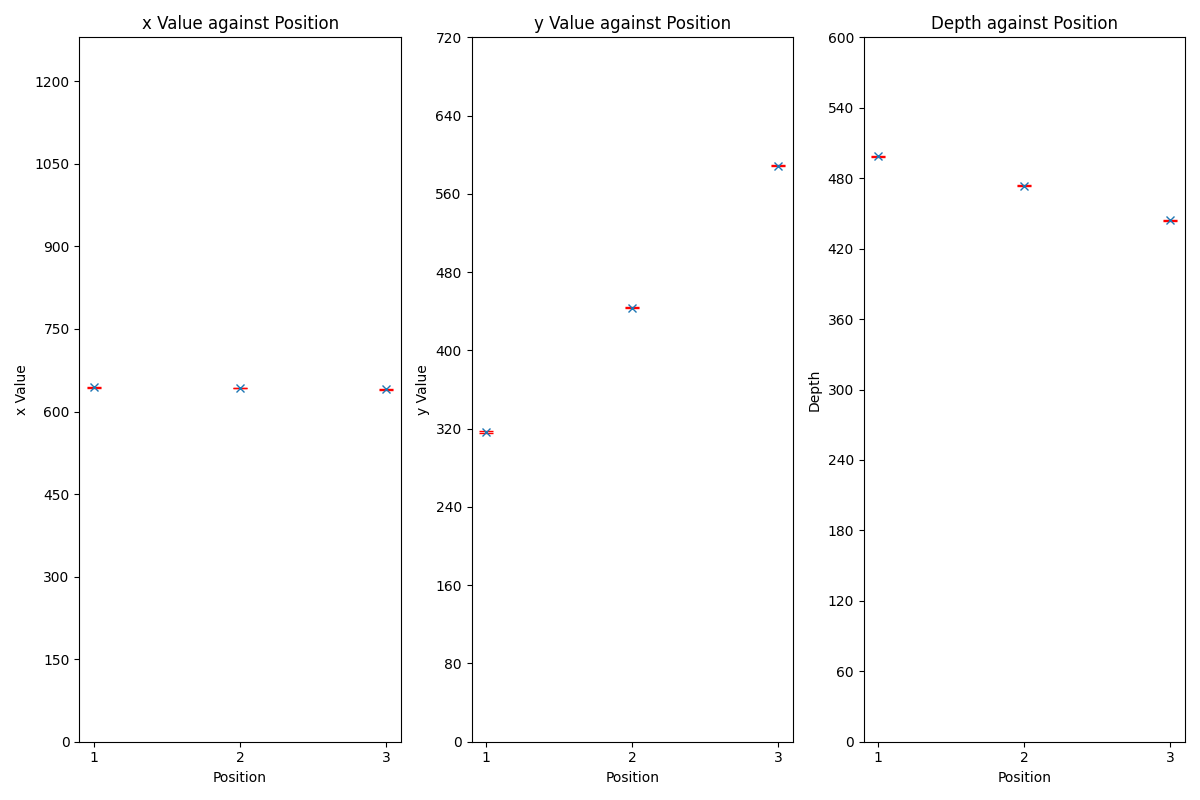 x Value against Position
y Value against Position
Depth against Position
x Value
1200
1050
900
750
600
450
300
150
0
1 2 3
Position
y Value
720
640
560
480
400
320
240
160
80
0
1 2 3
Position
Depth
600
540
480
420
360
300
240
180
120
60
0
1 2 3
Position